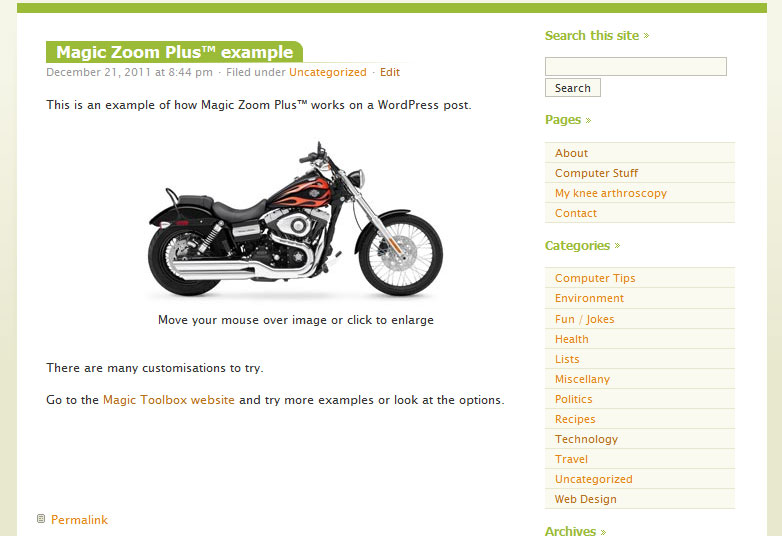 Magic Zoom Plus™ example
December 21, 2011 at 8:44 pm · Filed under Uncategorized · Edit
This is an example of how Magic Zoom Plus™ works on a WordPress post.
Move your mouse over image or click to enlarge
There are many customisations to try.
Go to the Magic Toolbox website and try more examples or look at the options.
Permalink
Search this site »
Search
Pages »
About
Computer Stuff
My knee arthroscopy
Contact
Categories »
Computer Tips
Environment
Fun / Jokes
Health
Lists
Miscellany
Politics
Recipes
Technology
Travel
Uncategorized
Web Design
Archives »